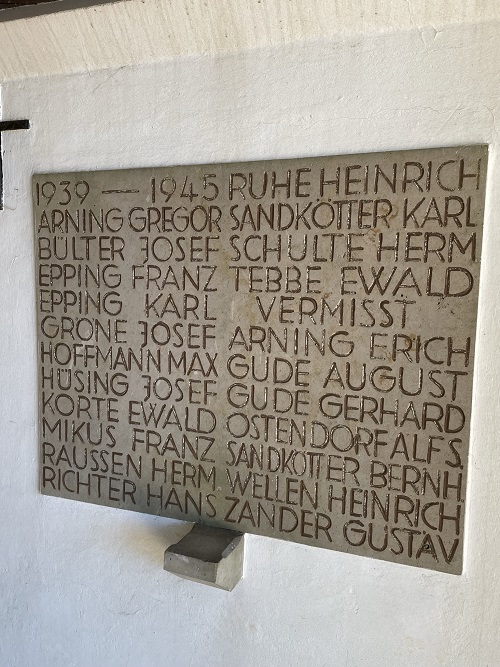 1939 — 1945
ARNING GREGOR
BÜLTER JOSEF
EPPING FRANZ
EPPING KARL
GRÖNE JOSEF
HOFFMANN MAX
HÜSING JOSEF
KORTE EWALD
MIKUS FRANZ
RAUSSEN HERM
RICHTER HANS
RUHE HEINRICH
SANDKÖTTER KARL
SCHULTE HERM
TEBBE EWALD
VERMISST
ARNING ERICH
GUDE AUGUST
GUDE GERHARD
OSTENDORF ALFS.
SANDKÖTTER BERNH.
WELLEN HEINRICH
ZANDER GUSTAV